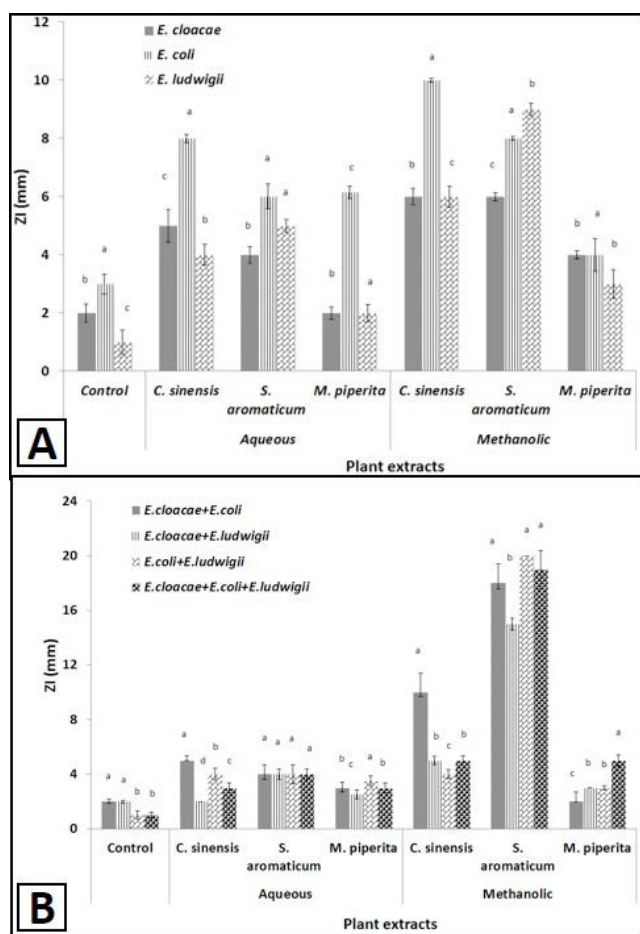 12
E. cloacae
E. coli
E. ludwigii
10
8
6
4
2
0
ZI (mm)
b a c
c a b
b a a
b c a
b a c
c a b
b a b
Control
C. sinensis
S. aromaticum
M. piperita
C. sinensis
S. aromaticum
M. piperita
Aqueous
Methanolic
Plant extracts
A
24
E.cloacae+E.coli
E.cloacae+E.ludwigii
E.coli+E.ludwigii
E.cloacae+E.coli+E.ludwigii
20
16
12
8
4
0
ZI (mm)
a a b b
a d b c
a a a a
b c a b
a b c b
a b a a
c b b a
Control
C. sinensis
S. aromaticum
M. piperita
C. sinensis
S. aromaticum
M. piperita
Aqueous
Methanolic
Plant extracts
B